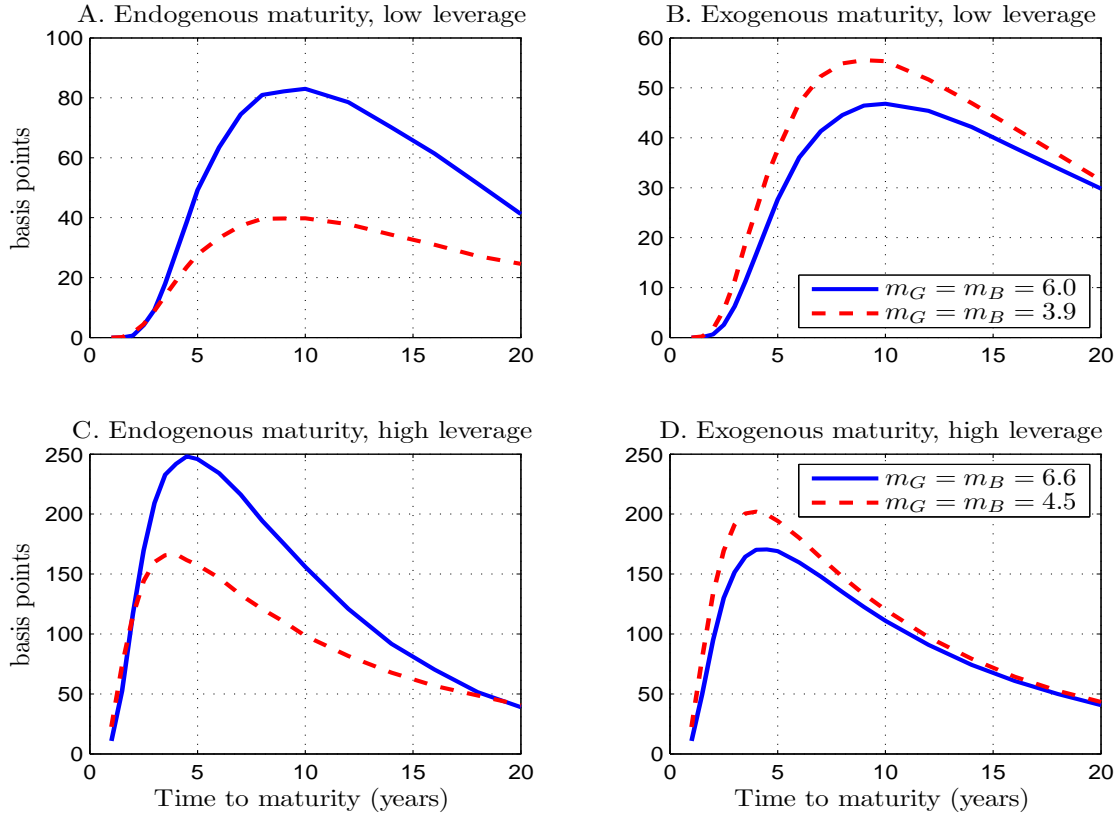 A. Endogenous maturity, low leverage
100
80
60
40
20
0
basis points
0 5 10 15 20
B. Exogenous maturity, low leverage
60
50
40
30
20
10
0
m_G = m_B = 6.0
m_G = m_B = 3.9
0 5 10 15 20
C. Endogenous maturity, high leverage
250
200
150
100
50
0
basis points
0 5 10 15 20
Time to maturity (years)
D. Exogenous maturity, high leverage
250
200
150
100
50
0
m_G = m_B = 6.6
m_G = m_B = 4.5
0 5 10 15 20
Time to maturity (years)